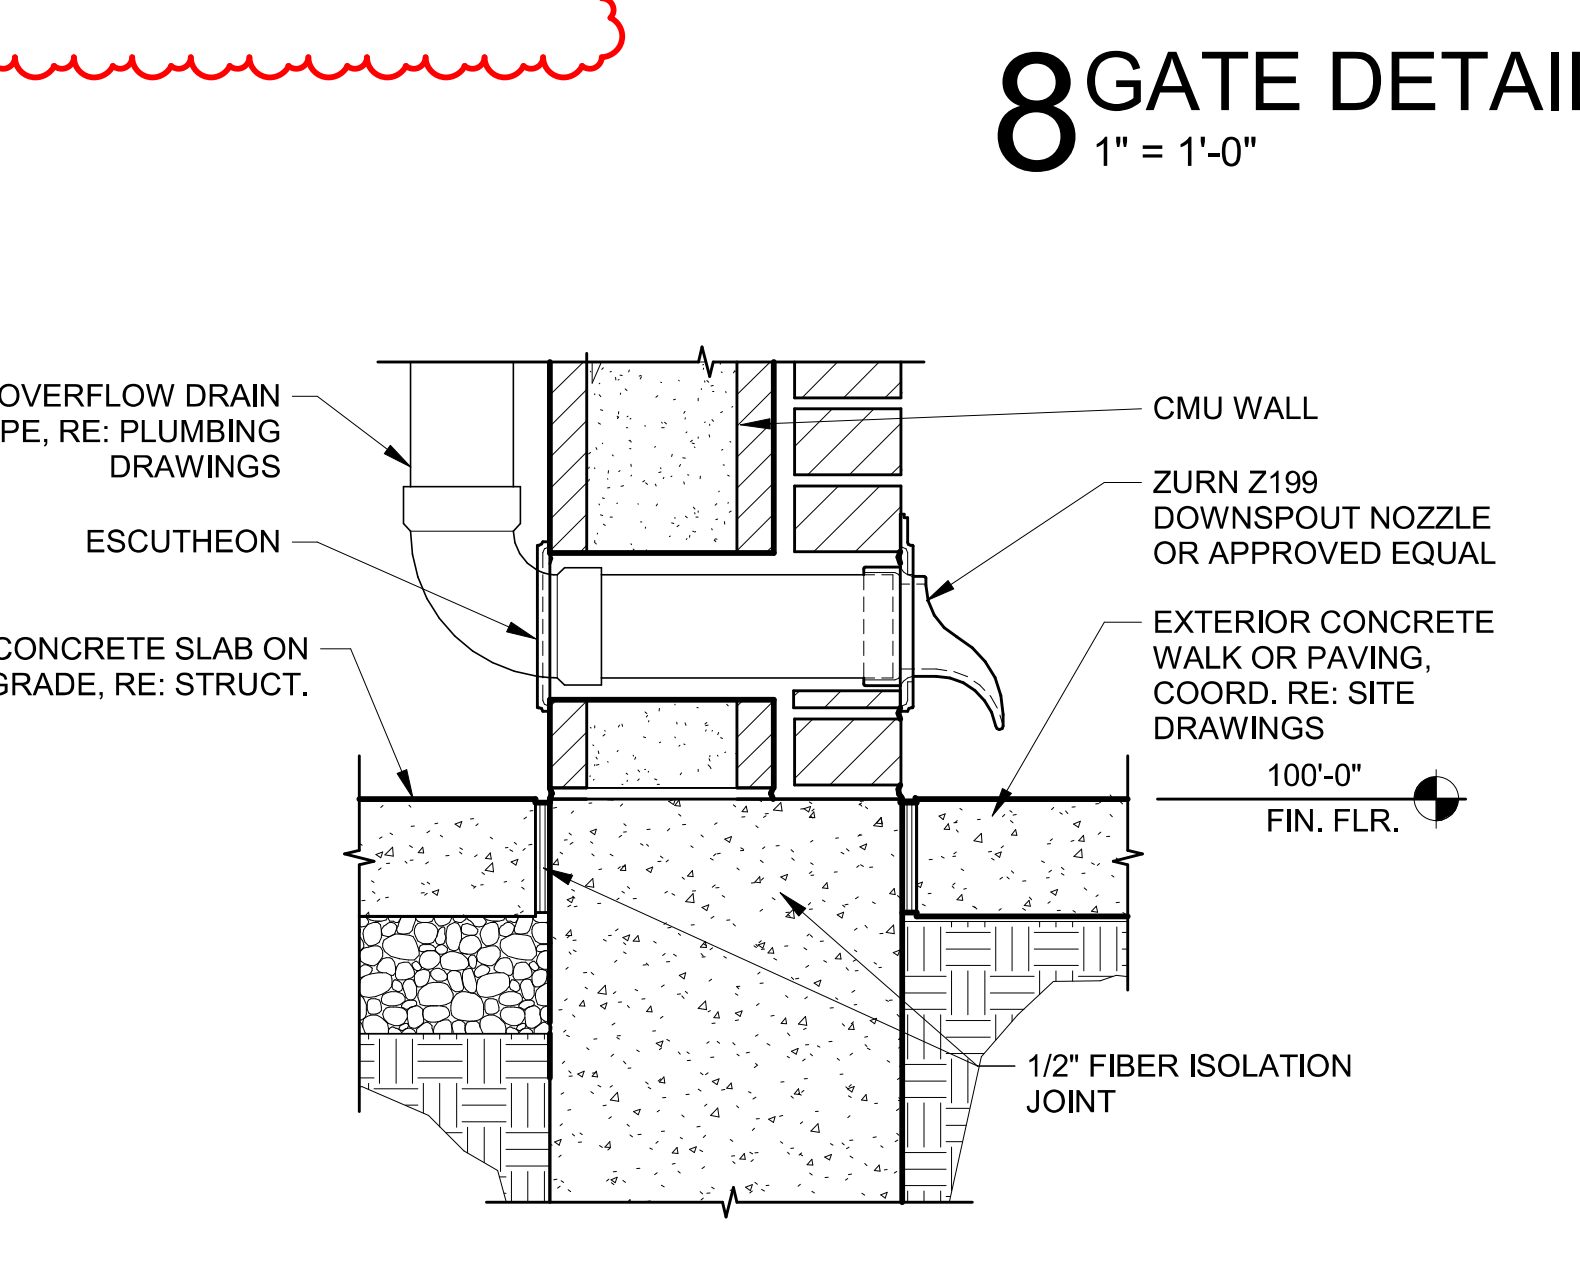 8 GATE DETAIL
1" = 1'-0"
OVERFLOW DRAIN
PE, RE: PLUMBING
DRAWINGS
ESCUTHEON
CONCRETE SLAB ON
GRADE, RE: STRUCT.
CMU WALL
ZURN Z199
DOWNSPOUT NOZZLE
OR APPROVED EQUAL
EXTERIOR CONCRETE
WALK OR PAVING,
COORD. RE: SITE
DRAWINGS
100'-0"
FIN. FLR.
1/2" FIBER ISOLATION
JOINT